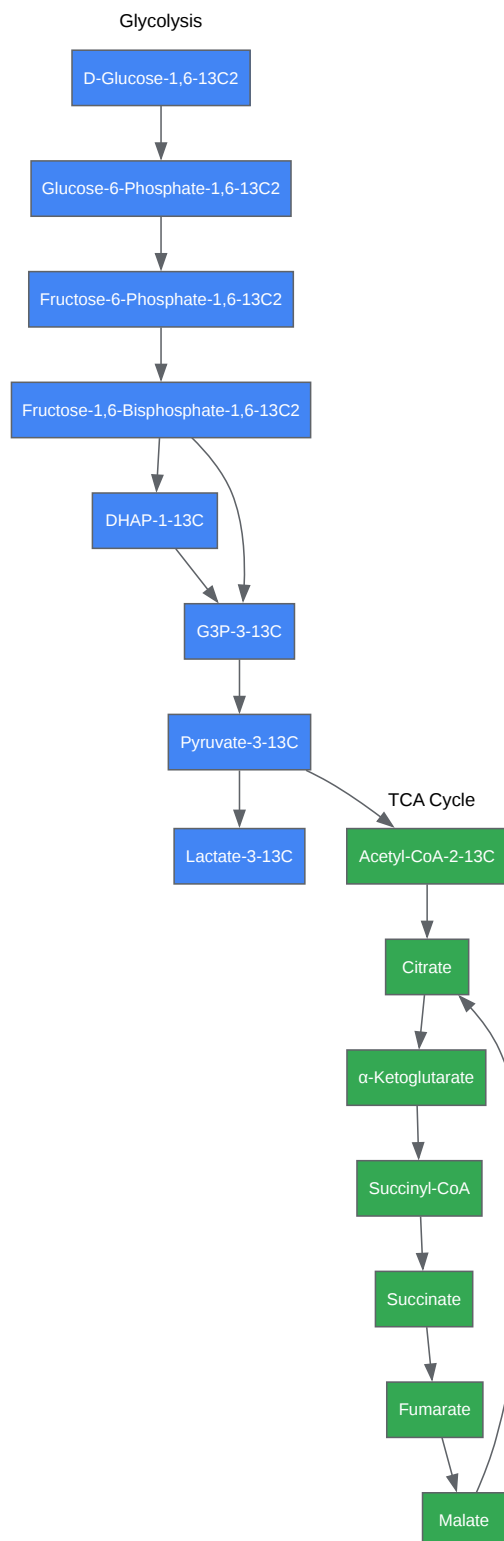 Glycolysis
D-Glucose-1,6-13C2
Glucose-6-Phosphate-1,6-13C2
Fructose-6-Phosphate-1,6-13C2
Fructose-1,6-Bisphosphate-1,6-13C2
DHAP-1-13C
G3P-3-13C
Pyruvate-3-13C
TCA Cycle
Lactate-3-13C
Acetyl-CoA-2-13C
Citrate
α-Ketoglutarate
Succinyl-CoA
Succinate
Fumarate
Malate